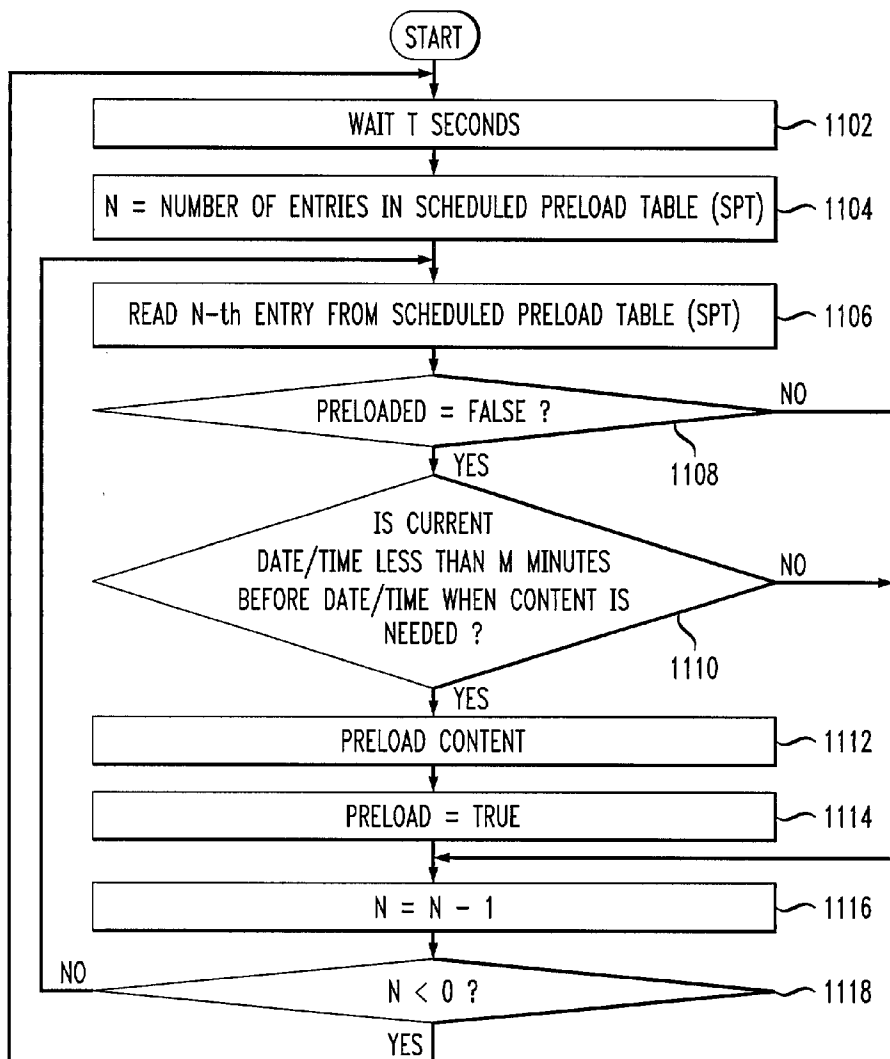 START
WAIT T SECONDS
1102
N = NUMBER OF ENTRIES IN SCHEDULED PRELOAD TABLE (SPT)
1104
READ N-th ENTRY FROM SCHEDULED PRELOAD TABLE (SPT)
1106
PRELOADED = FALSE ?
NO
1108
YES
IS CURRENT
DATE/TIME LESS THAN M MINUTES
BEFORE DATE/TIME WHEN CONTENT IS
NEEDED ?
NO
1110
YES
PRELOAD CONTENT
1112
PRELOAD = TRUE
1114
N = N - 1
1116
NO
N < 0 ?
1118
YES